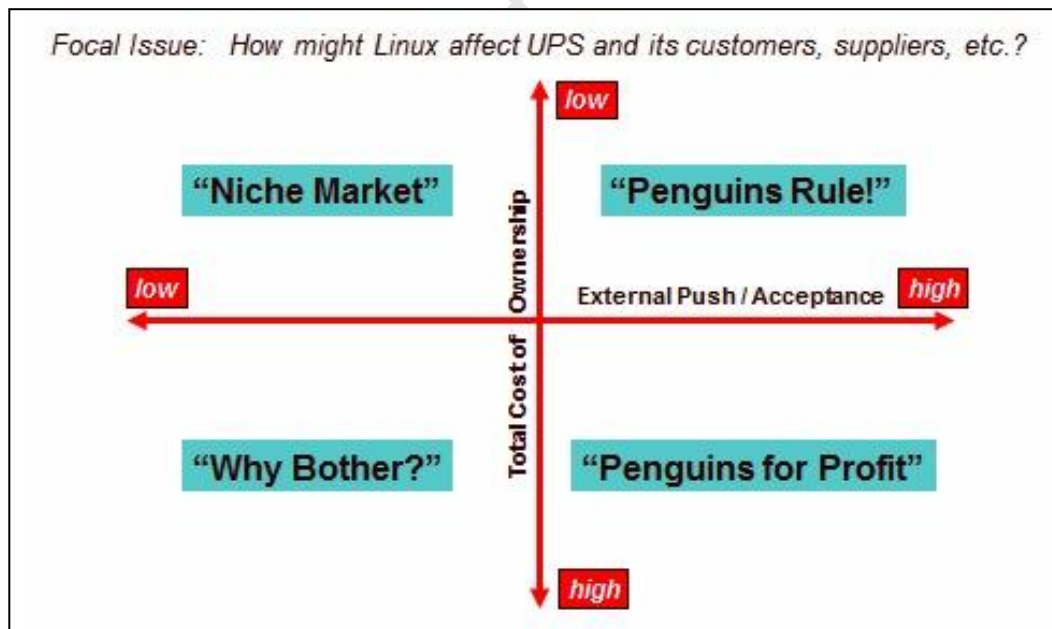 Focal Issue: How might Linux affect UPS and its customers, suppliers, etc.?
low
“Niche Market”
“Penguins Rule!”
Total Cost of Ownership
low
External Push / Acceptance
high
“Why Bother?”
“Penguins for Profit”
high